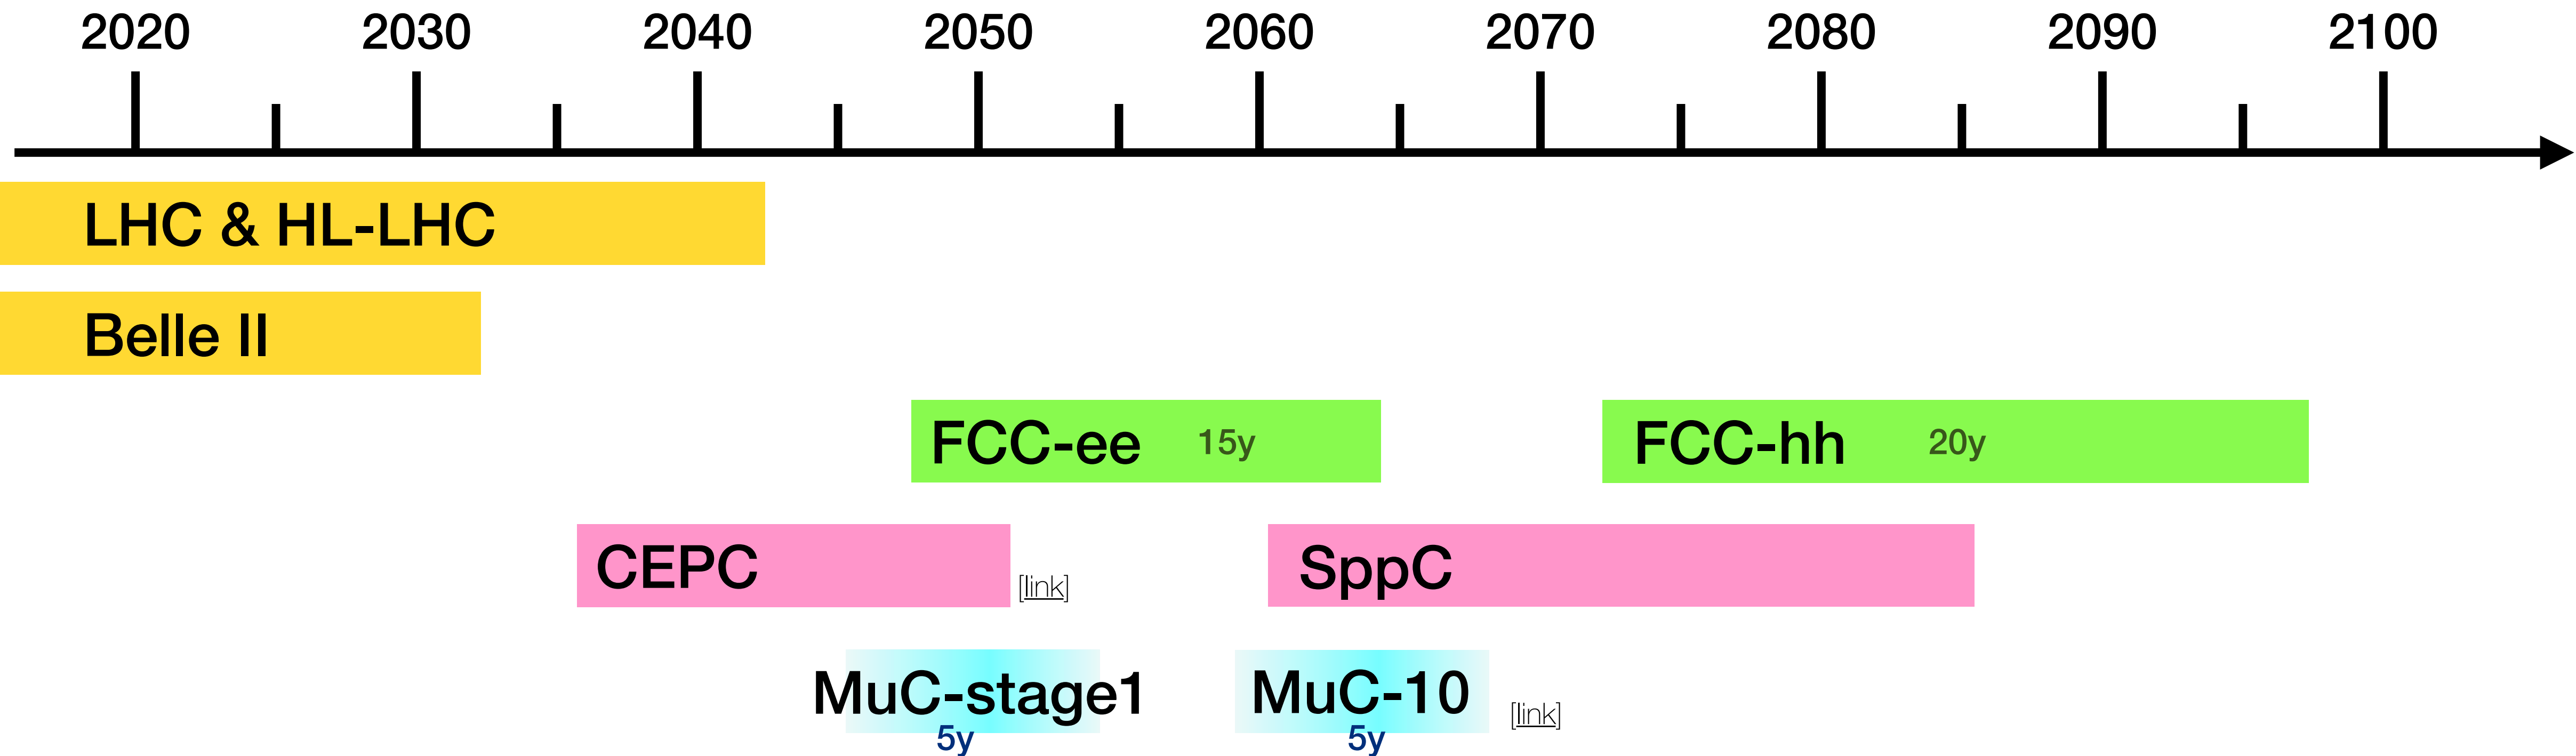 2020 2030 2040 2050 2060 2070 2080 2090 2100
LHC & HL-LHC
Belle II
FCC-ee 15y FCC-hh 20y
CEPC [link] SppC
MuC-stage1 MuC-10 [link]
5y 5y